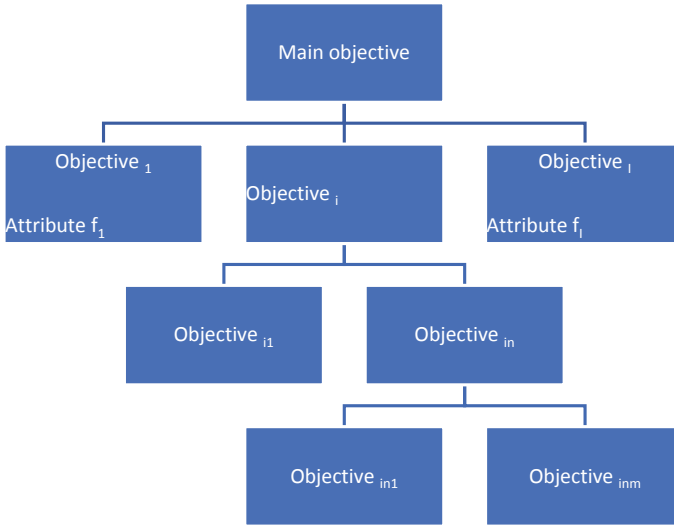 Main objective
Objective 1
Attribute f1
Objective i
Objective I
Attribute fI
Objective i1
Objective in
Objective in1
Objective inm